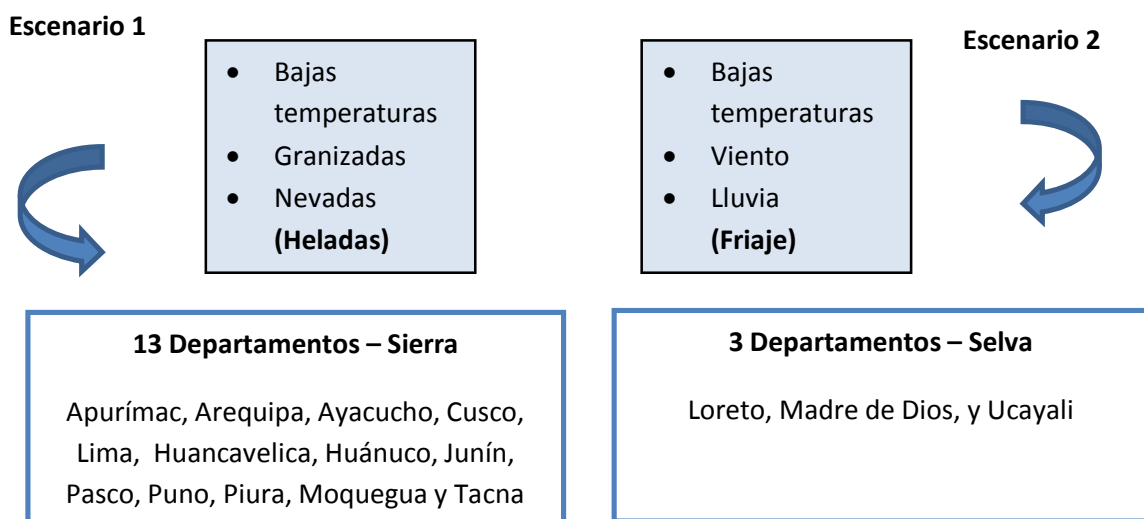 Escenario 1
• Bajas
temperaturas
• Granizadas
• Nevadas
(Heladas)
13 Departamentos – Sierra
Apurímac, Arequipa, Ayacucho, Cusco,
Lima, Huancavelica, Huánuco, Junín,
Pasco, Puno, Piura, Moquegua y Tacna
Escenario 2
• Bajas
temperaturas
• Viento
• Lluvia
(Friaje)
3 Departamentos – Selva
Loreto, Madre de Dios, y Ucayali